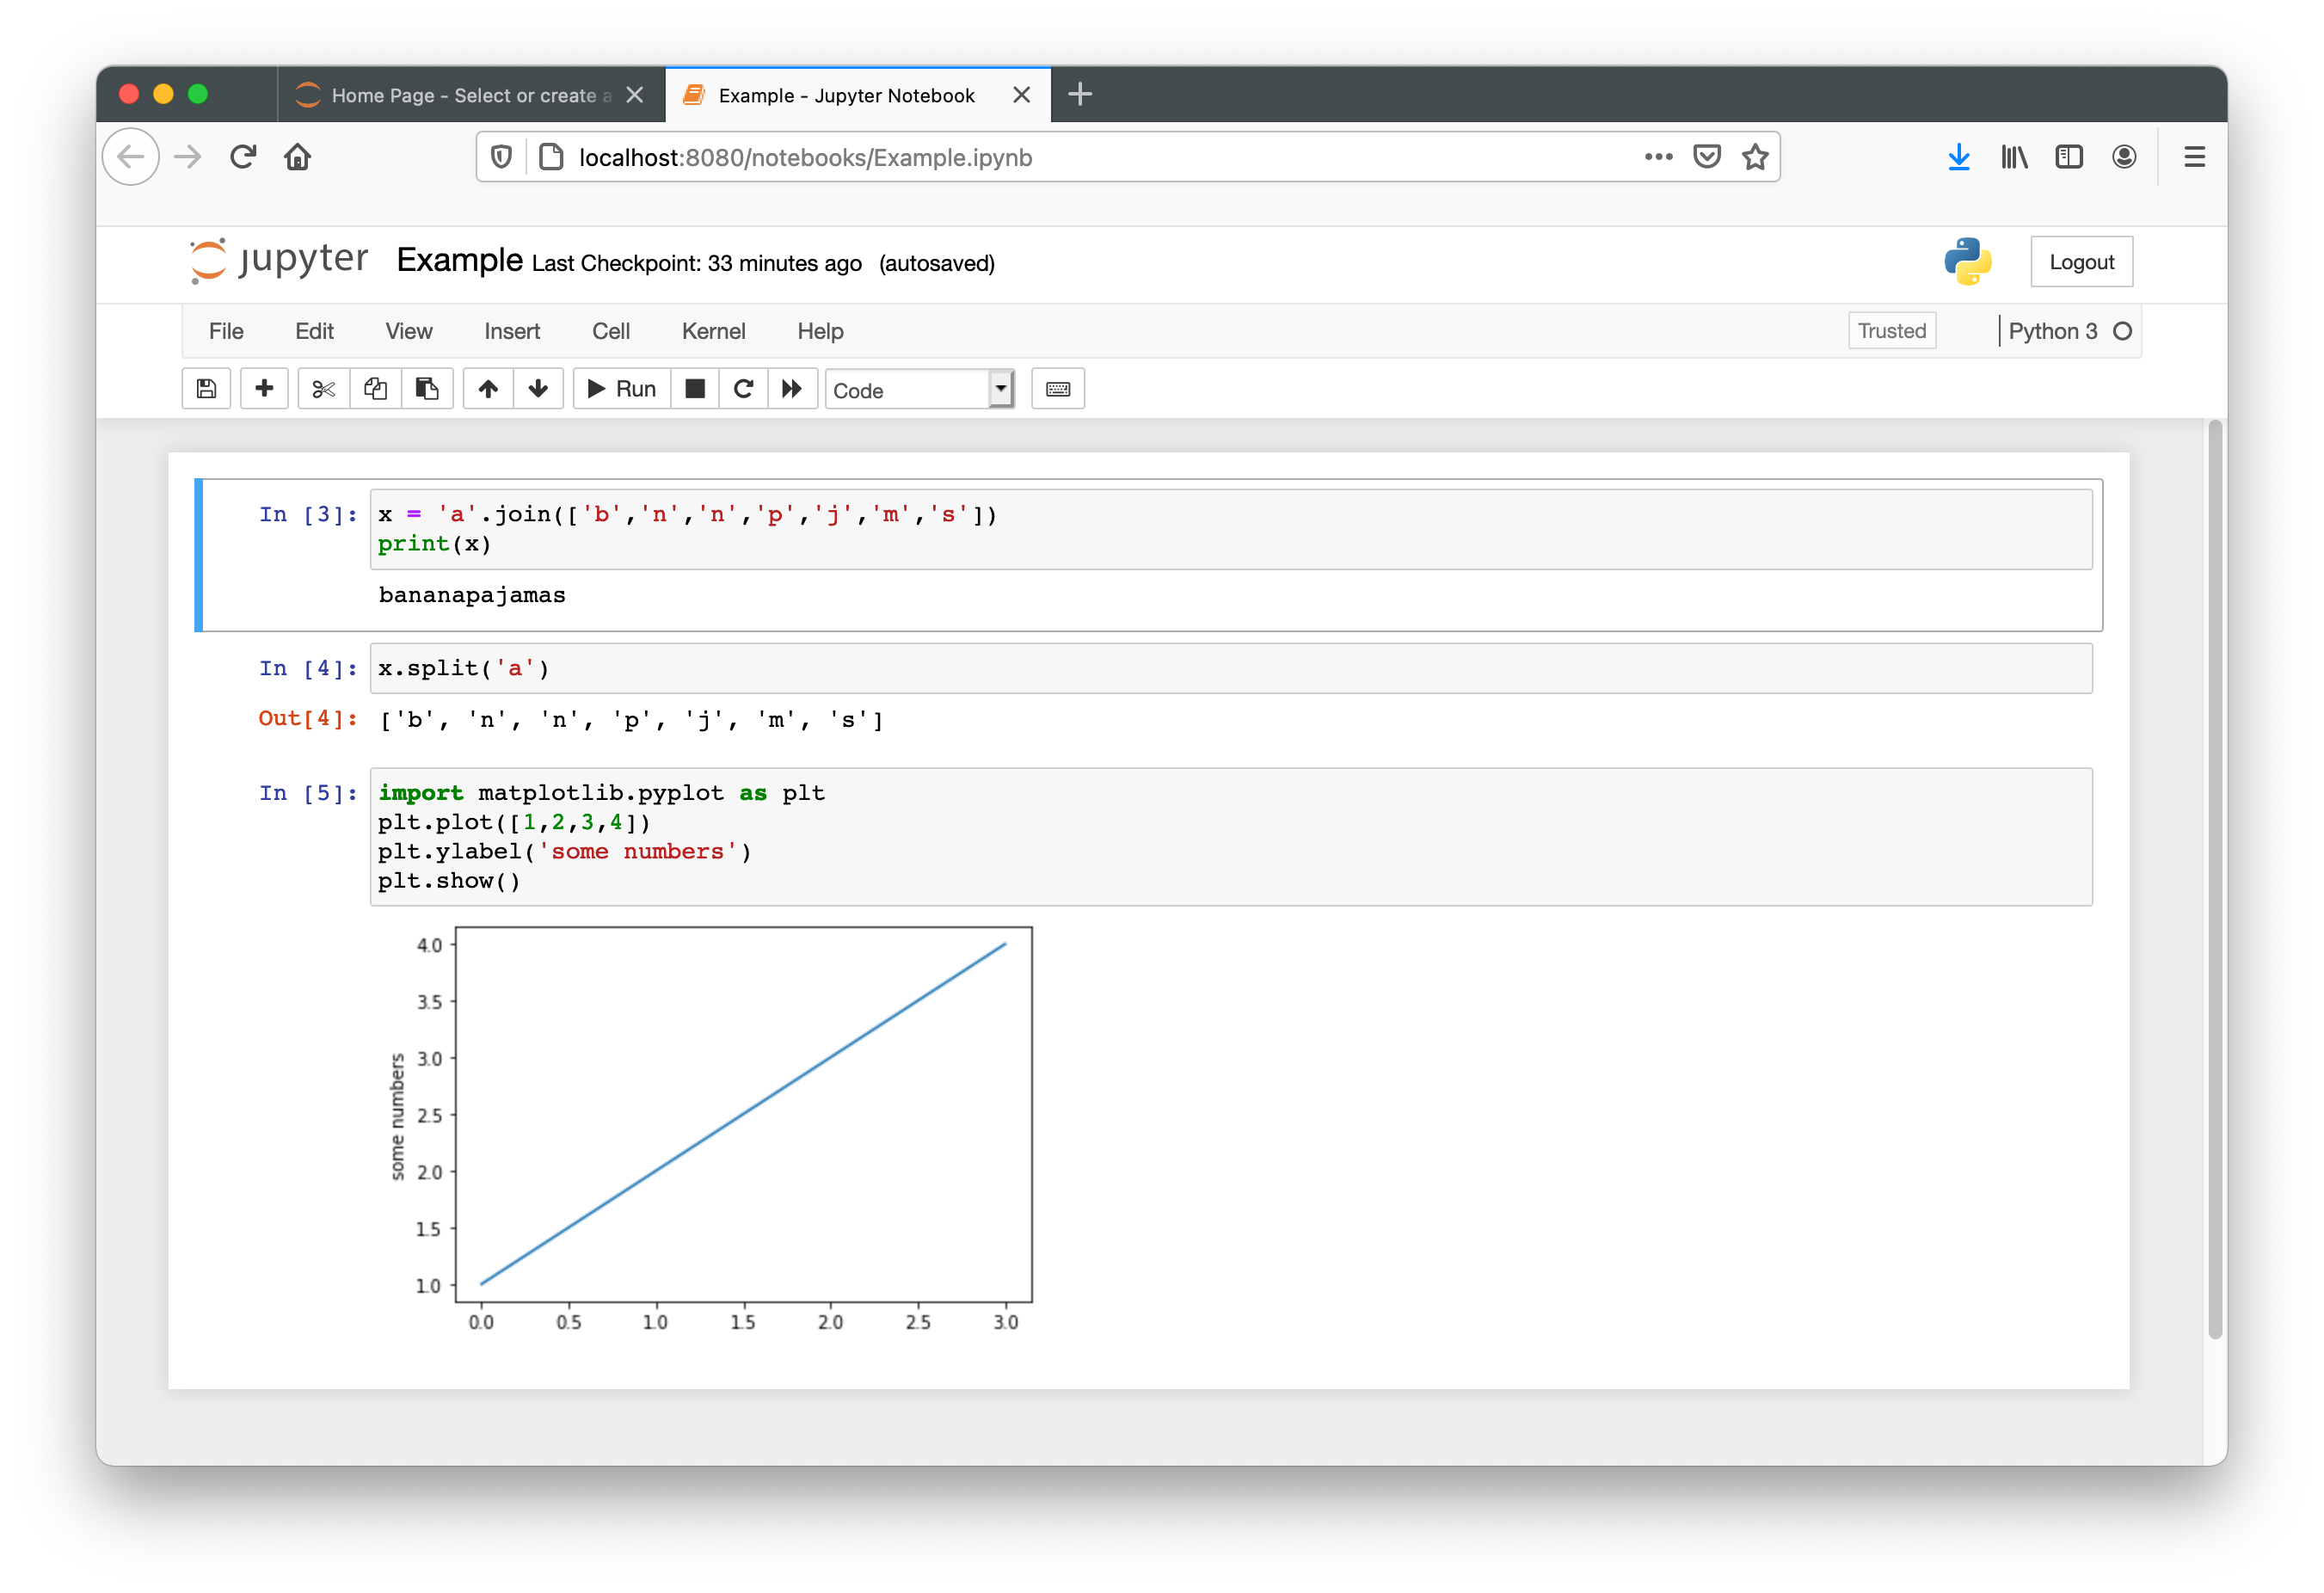 Home Page - Select or create a
Example - Jupyter Notebook
localhost:8080/notebooks/Example.ipynb
jupyter Example Last Checkpoint: 33 minutes ago (autosaved)
Logout
File Edit View Insert Cell Kernel Help
Trusted
Python 3
Run
Code
In [3]: x = 'a'.join(['b','n','n','p','j','m','s'])
print(x)
bananapajamas
In [4]: x.split('a')
Out[4]: ['b', 'n', 'n', 'p', 'j', 'm', 's']
In [5]: import matplotlib.pyplot as plt
plt.plot([1,2,3,4])
plt.ylabel('some numbers')
plt.show()
4.0
3.5
3.0
2.5
2.0
1.5
1.0
some numbers
0.0 0.5 1.0 1.5 2.0 2.5 3.0